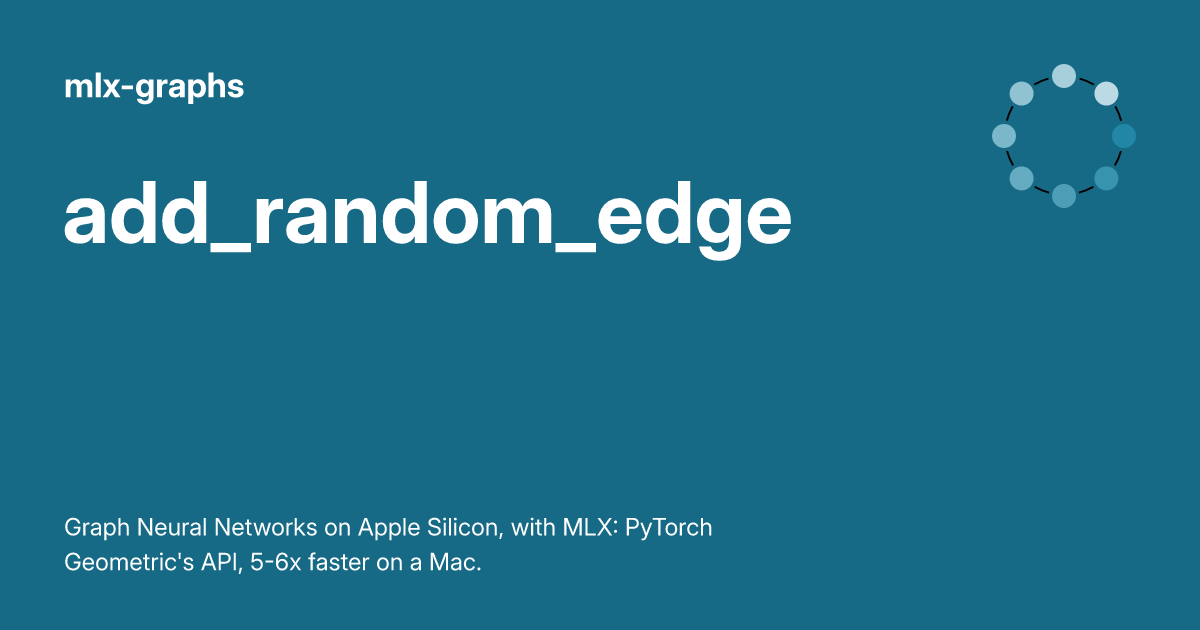 mlx-graphs
add_random_edge
Graph Neural Networks on Apple Silicon, with MLX: PyTorch
Geometric's API, 5-6x faster on a Mac.